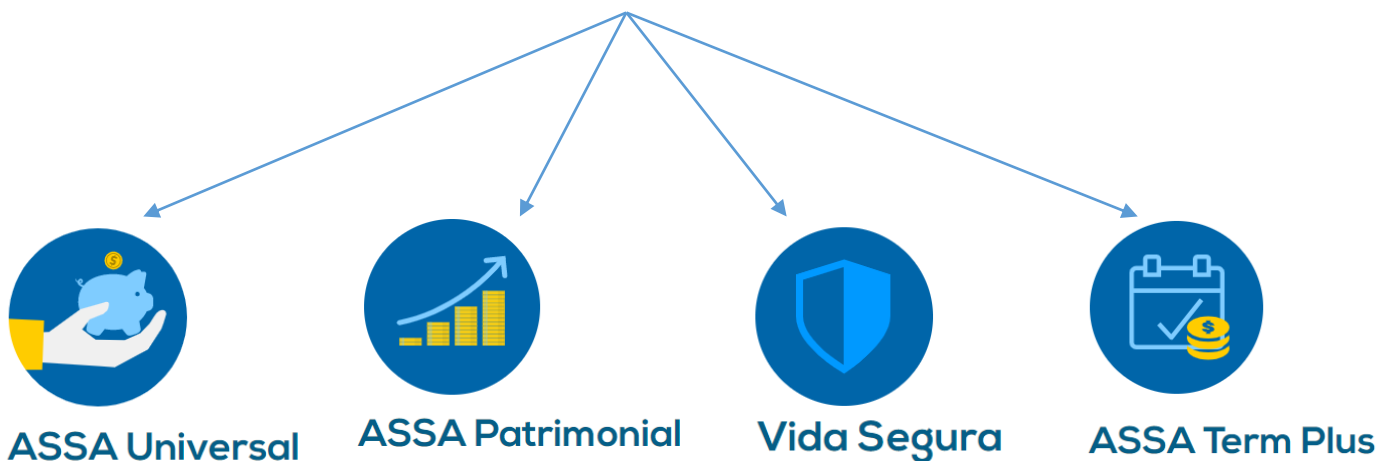 ASSA Universal
ASSA Patrimonial
Vida Segura
ASSA Term Plus